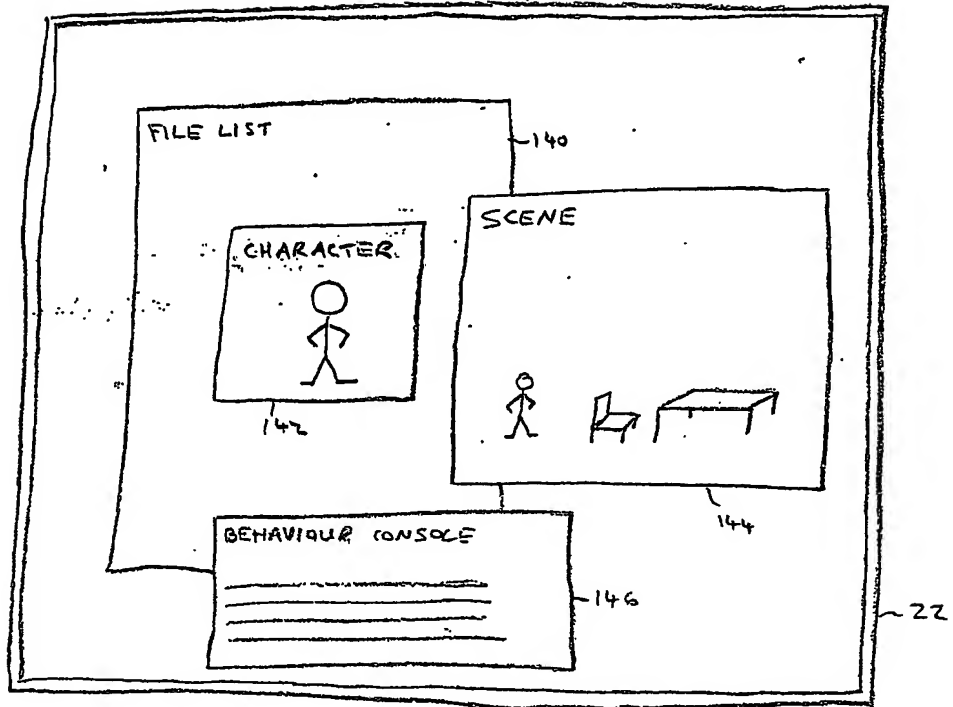 FILE LIST
140
SCENE
CHARACTER
142
144
BEHAVIOUR CONSOLE
146
22